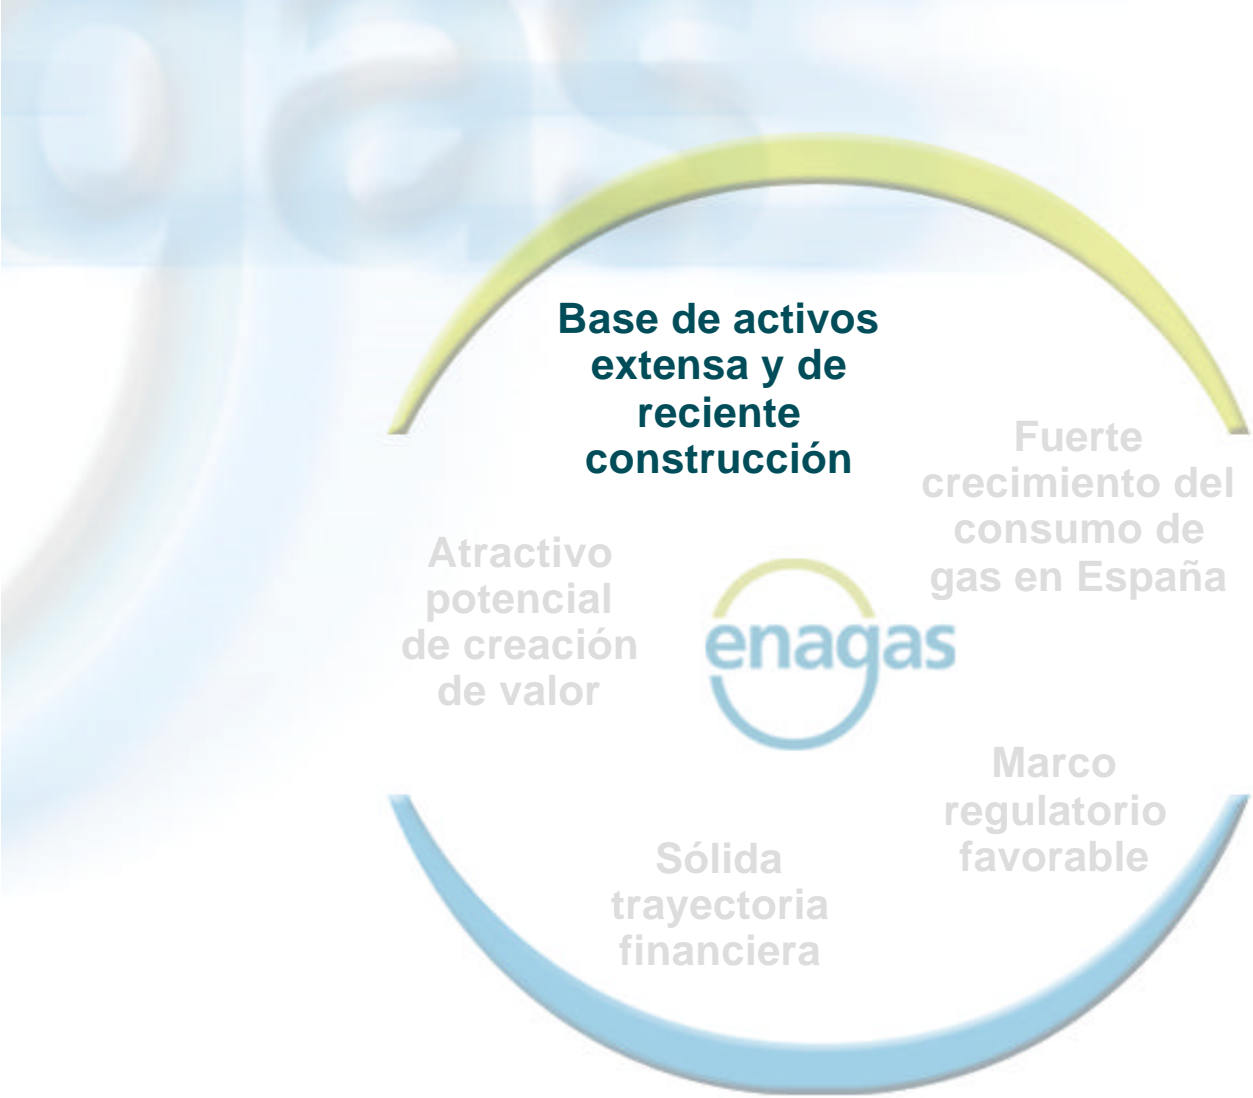 gas
Base de activos
extensa y de
reciente
construcción
Fuerte
crecimiento del
consumo de
gas en España
Atractivo
potencial
de creación
de valor
enagas
Marco
regulatorio
favorable
Sólida
trayectoria
financiera